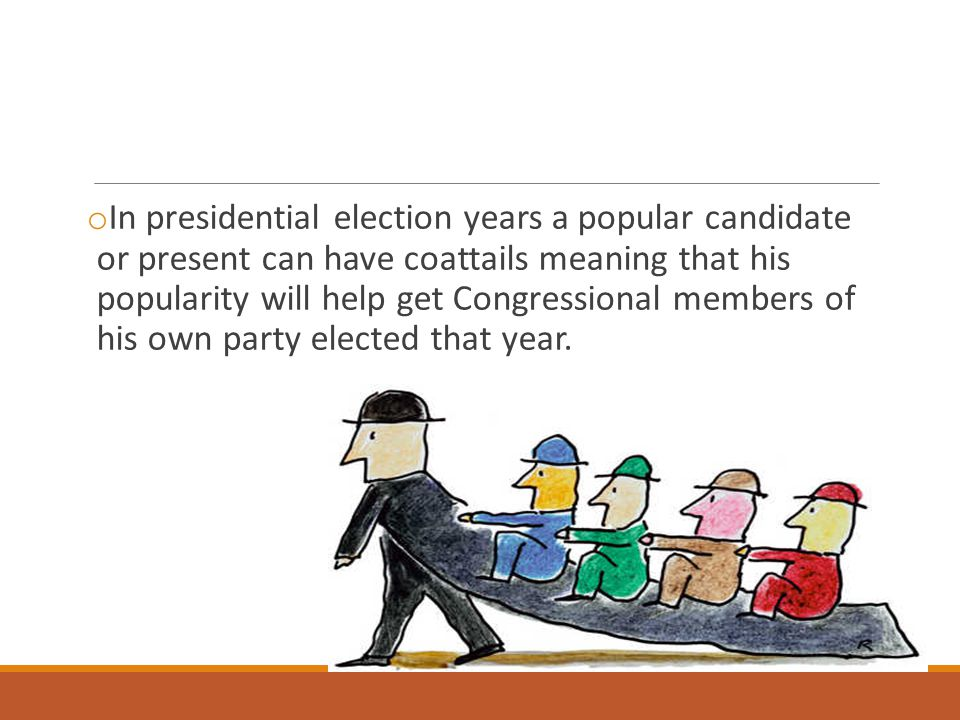 o In presidential election years a popular candidate
or present can have coattails meaning that his
popularity will help get Congressional members of
his own party elected that year.
R